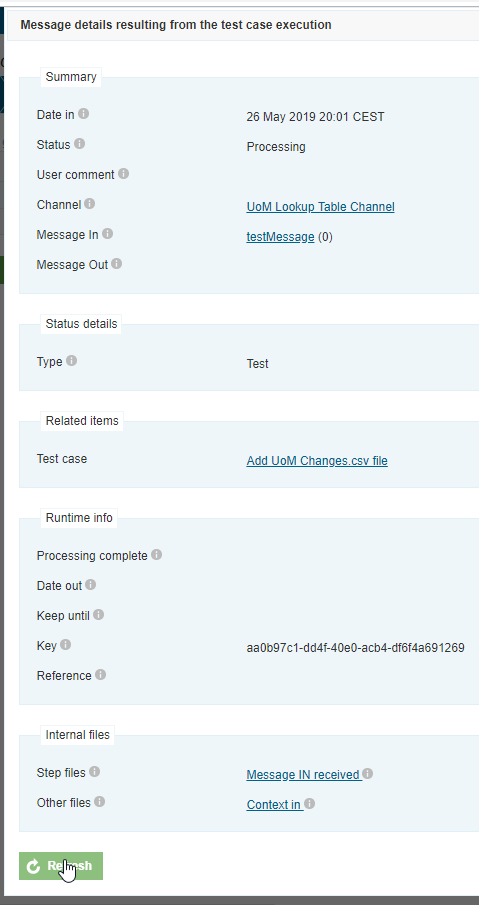 Message details resulting from the test case execution
Summary
Date in 26 May 2019 20:01 CEST
Status Processing
User comment
Channel UoM Lookup Table Channel
Message In testMessage (0)
Message Out
Status details
Type Test
Related items
Test case Add UoM Changes.csv file
Runtime info
Processing complete
Date out
Keep until
Key aa0b97c1-dd4f-40e0-acb4-df6f4a691269
Reference
Internal files
Step files Message IN received
Other files Context in
Refresh